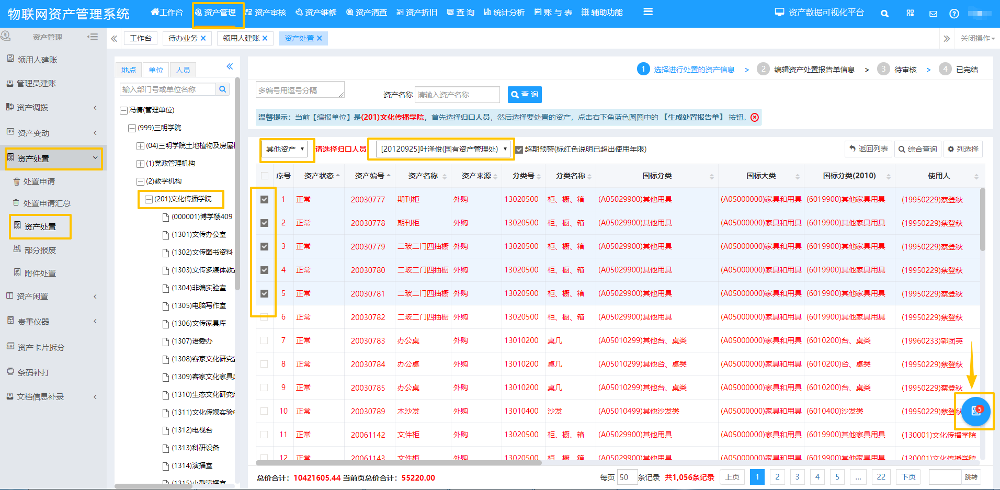 物联网资产管理系统 工作台 资产管理 资产审核 资产维修 资产清查 资产折旧 查 询 统计分析 账 与 表 辅助功能 资产数据可视化平台
资产管理 工作台 待办业务 领用人建账 资产处置 关闭操作
领用人建账
管理员建账
资产调拨
资产变动
资产处置
处置申请
处置申请汇总
资产处置
部分报废
附件处置
资产闲置
贵重仪器
资产卡片拆分
条码补打
文档信息补录
地点 单位 人员
输入部门号或单位名称
冯倩(管理单位)
(999)三明学院
(04)三明学院土地植物及房屋
(1)党政管理机构
(2)教学机构
(201)文化传播学院
(000001)博学楼409
(1301)文传办公室
(1302)文传图书资料
(1303)文传多媒体教
(1304)非编实验室
(1305)电脑写作室
(1306)文传家具库
(1307)语委办
(1308)客家文化研究
(1309)客家文化家具
(1310)生态文化研究
(1311)文化传媒实验
(1312)电视台
(1313)科研设备
(1314)演播室
(1315)小型演播室
1 选择进行处置的资产信息 > 2 编辑资产处置报告单信息 > 3 待审核 > 4 已完结
多编号用逗号分隔 资产名称 请输入资产名称 查 询
温馨提示：当前【编报单位】是(201)文化传播学院，首先选择归口人员，然后选择要处置的资产，点击右下角蓝色圆圈中的 【生成处置报告单】 按钮。
其他资产 请选择归口人员 [20120925]叶泽俊(国有资产管理处) 超期预警(标红色说明已超出使用年限) 返回列表 综合查询 列选择
序号 资产状态 资产编号 资产名称 资产来源 分类号 分类名称 国标分类 国标大类 国标分类(2010) 使用人
1 正常 20030777 期刊柜 外购 13020500 柜、橱、箱 (A05029900)其他用具 (A05000000)家具和用具 (6019900)其他家具用具 (19950229)蔡登秋
2 正常 20030778 期刊柜 外购 13020500 柜、橱、箱 (A05029900)其他用具 (A05000000)家具和用具 (6019900)其他家具用具 (19950229)蔡登秋
3 正常 20030779 二玻二门四抽橱 外购 13020500 柜、橱、箱 (A05029900)其他用具 (A05000000)家具和用具 (6019900)其他家具用具 (19950229)蔡登秋
4 正常 20030780 二玻二门四抽橱 外购 13020500 柜、橱、箱 (A05029900)其他用具 (A05000000)家具和用具 (6019900)其他家具用具 (19950229)蔡登秋
5 正常 20030781 二玻二门四抽橱 外购 13020500 柜、橱、箱 (A05029900)其他用具 (A05000000)家具和用具 (6019900)其他家具用具 (19950229)蔡登秋
6 正常 20030782 二玻二门四抽橱 外购 13020500 柜、橱、箱 (A05029900)其他用具 (A05000000)家具和用具 (6019900)其他家具用具 (19950229)蔡登秋
7 正常 20030783 办公桌 外购 13010200 桌几 (A05010299)其他台、桌类 (A05000000)家具和用具 (6010200)台、桌类 (19960233)郭团英
8 正常 20030784 办公桌 外购 13010200 桌几 (A05010299)其他台、桌类 (A05000000)家具和用具 (6010200)台、桌类 (19950229)蔡登秋
9 正常 20030785 办公桌 外购 13010200 桌几 (A05010299)其他台、桌类 (A05000000)家具和用具 (6010200)台、桌类 (19950229)蔡登秋
10 正常 20030789 木沙发 外购 13010400 沙发 (A05010499)其他沙发类 (A05000000)家具和用具 (6010400)沙发类 (19950229)蔡登秋
5
11 正常 20061142 文件柜 外购 13020500 柜、橱、箱 (A05029900)其他用具 (A05000000)家具和用具 (6019900)其他家具用具 (130001)文化传播学院
12 正常 20061143 文件柜 外购 13020500 柜、橱、箱 (A05029900)其他用具 (A05000000)家具和用具 (6019900)其他家具用具 (130001)文化传播学院
总价合计：10421605.44 当前页总价合计：55220.00 每页 50 条记录 共1,056条记录 上页 1 2 3 4 5 ... 22 下页 跳转